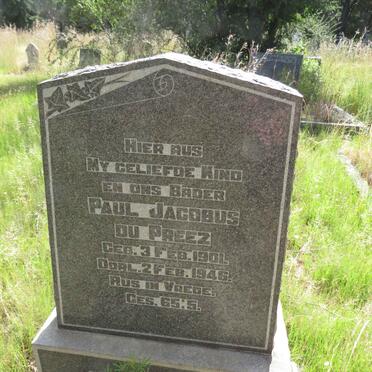 Hier rus
My geliefde kind
en ons broer
Paul Jacobus
du Preez
Geb. 3 Feb. 1901.
Oorl. 2 Feb. 1946.
Rus in Vrede.
Ges. 65:5.